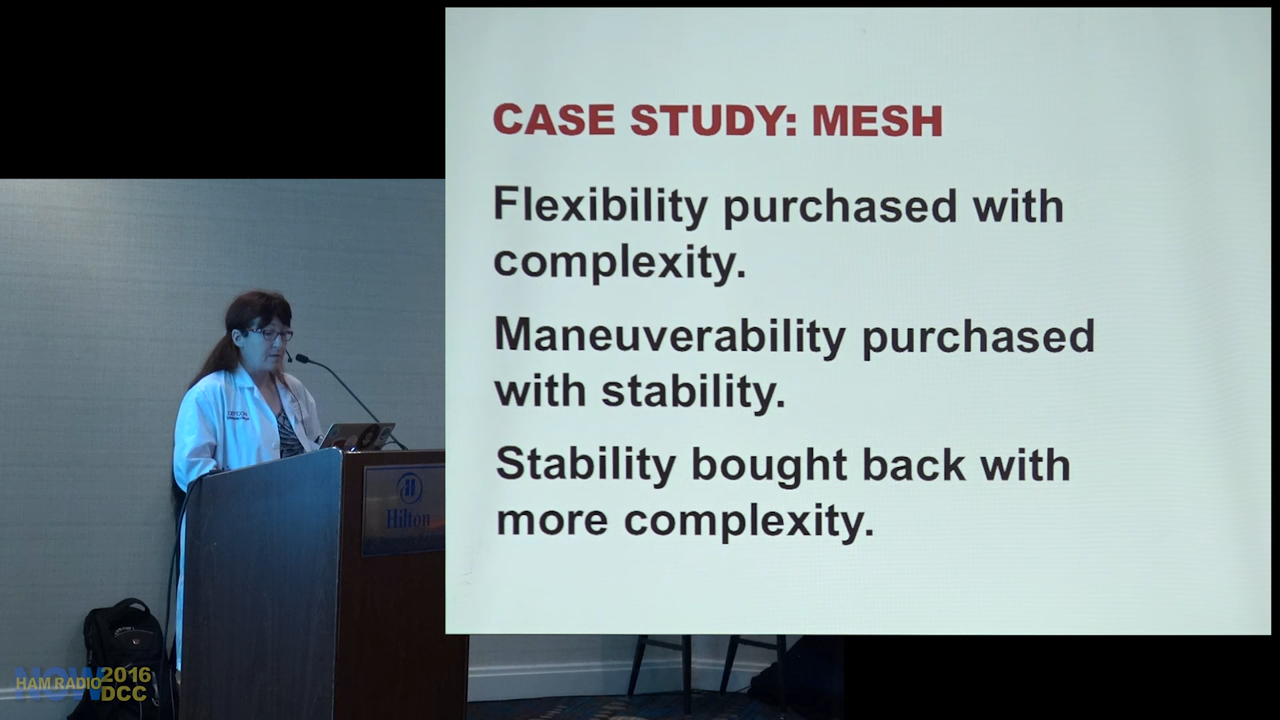 CASE STUDY: MESH
Flexibility purchased with
complexity.
Maneuverability purchased
with stability.
Stability bought back with
more complexity.
Hilton
NOW
HAM RADIO
2016
DCC